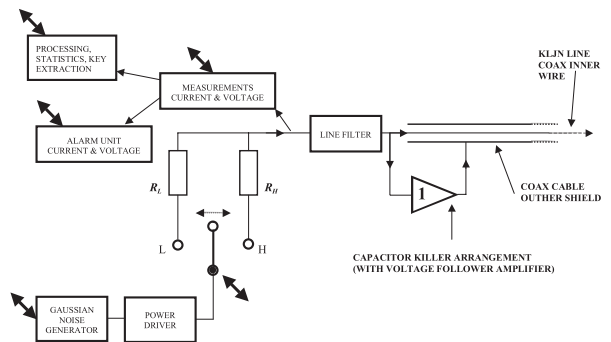 PROCESSING,
STATISTICS, KEY
EXTRACTION
MEASUREMENTS
CURRENT & VOLTAGE
ALARM UNIT
CURRENT & VOLTAGE
LINE FILTER
KLJN LINE
COAX INNER
WIRE
R_L
R_H
1
COAX CABLE
OUTHER SHIELD
L
H
CAPACITOR KILLER ARRANGEMENT
(WITH VOLTAGE FOLLOWER AMPLIFIER)
GAUSSIAN
NOISE
GENERATOR
POWER
DRIVER